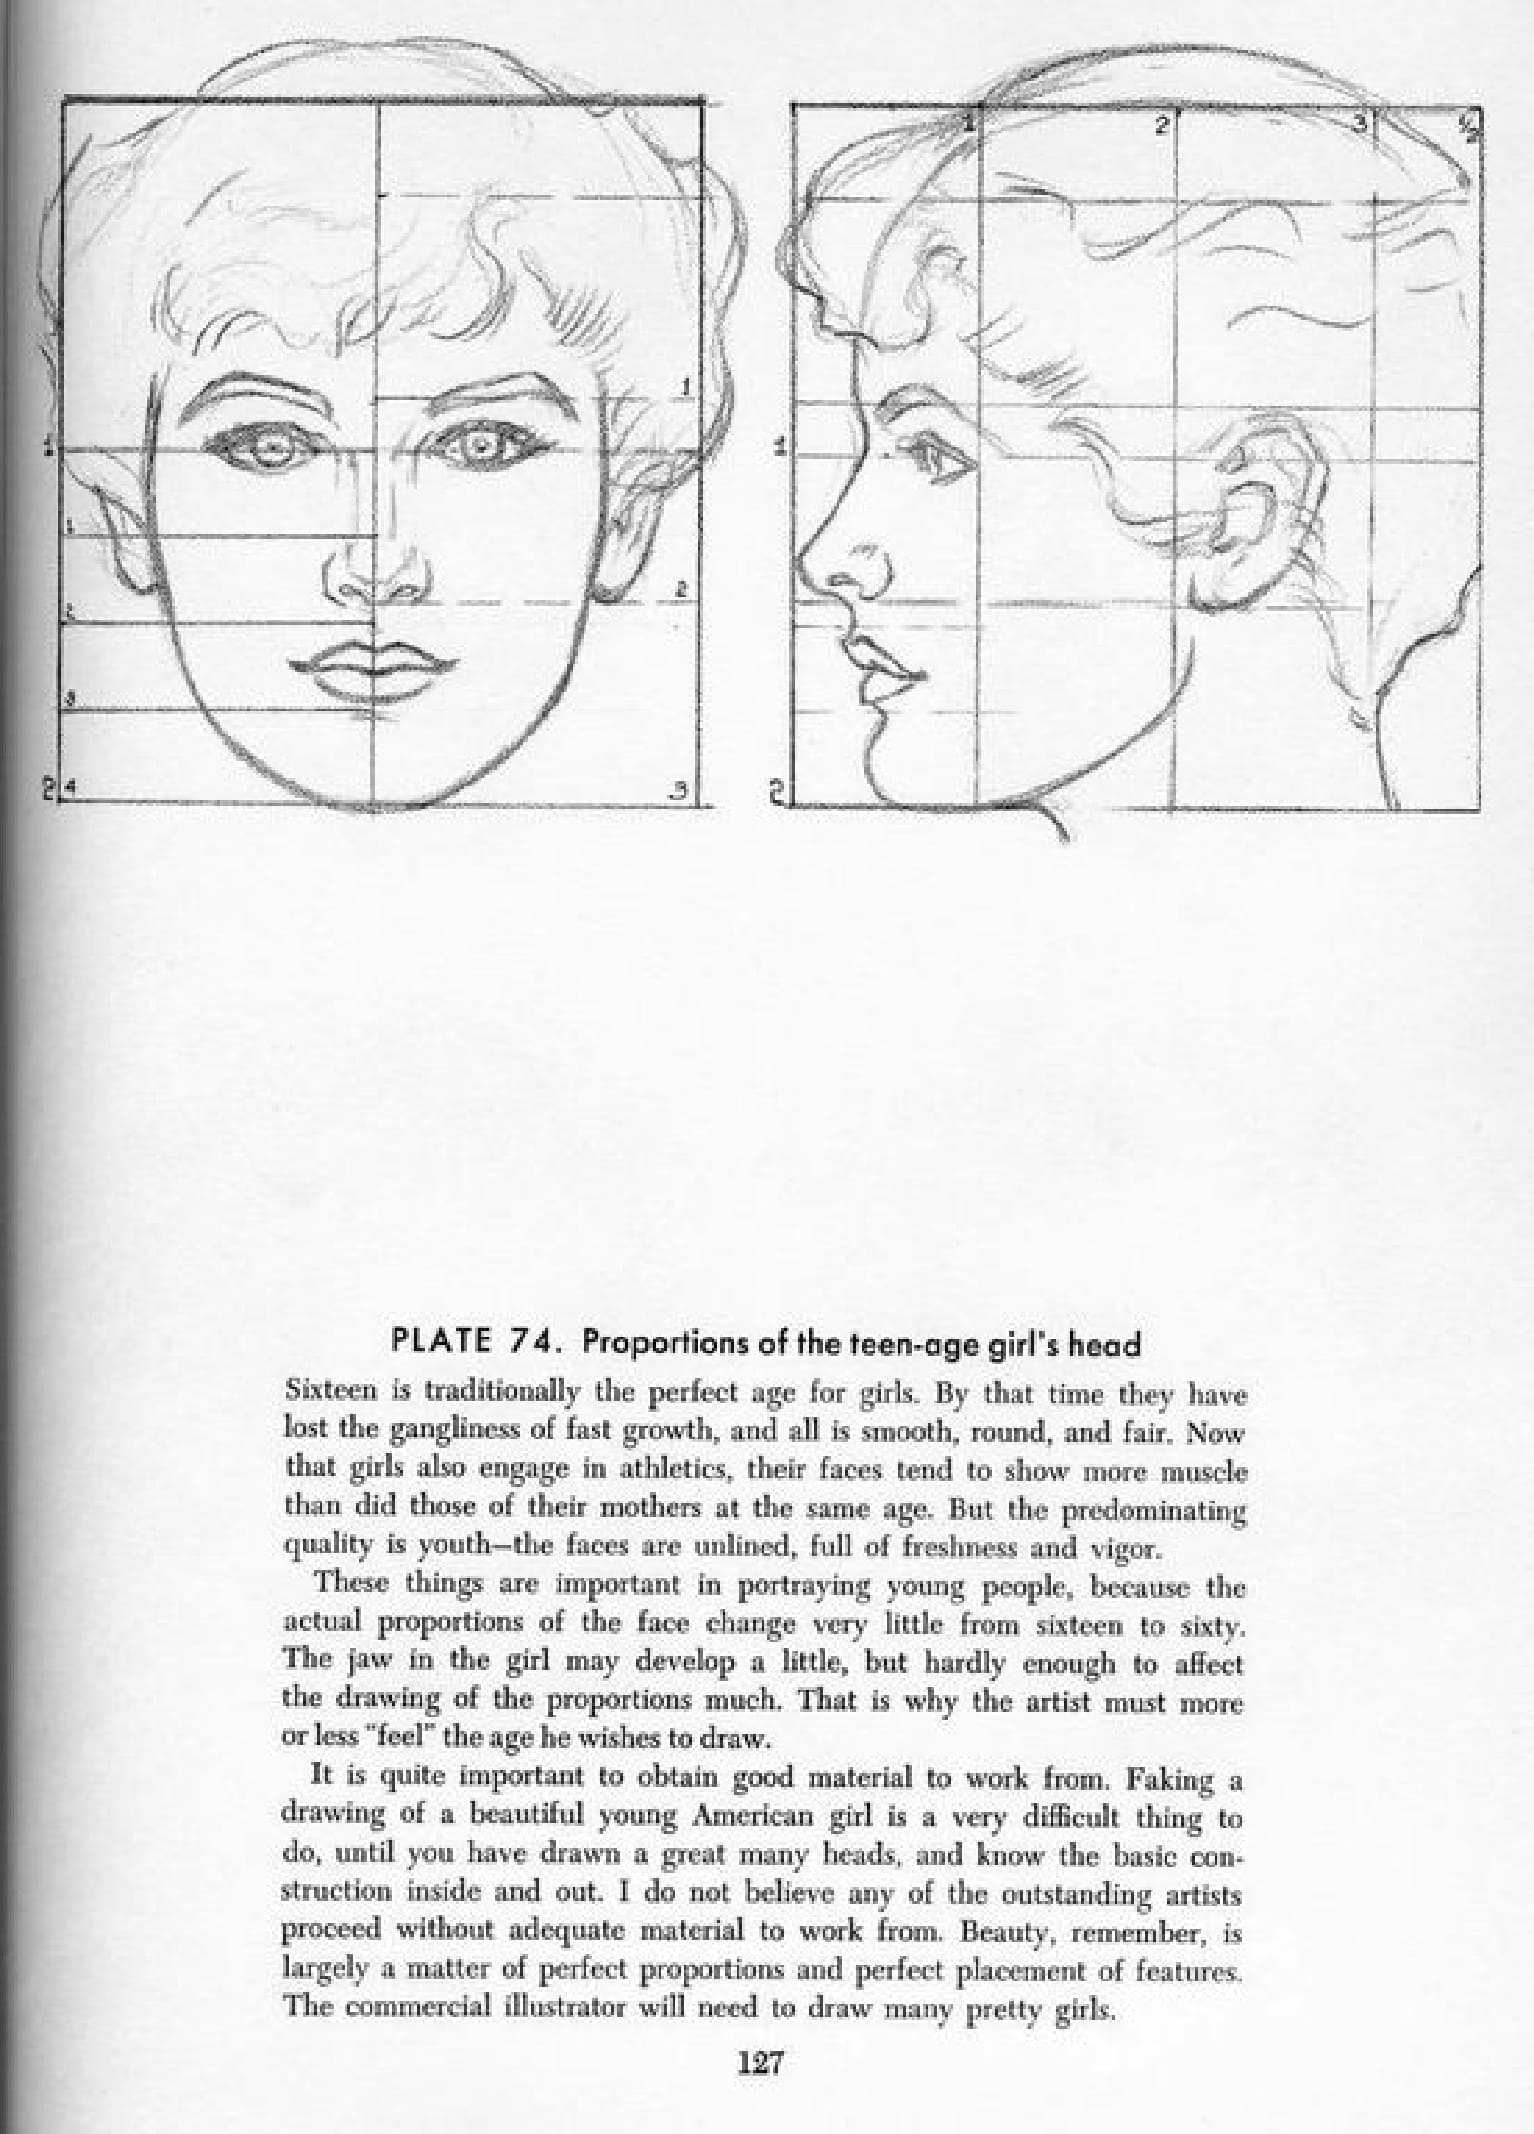 1 2 3 ½
1
1 1
1
2 2
3
2 4 3 2
PLATE 74. Proportions of the teen-age girl's head
Sixteen is traditionally the perfect age for girls. By that time they have
lost the gangliness of fast growth, and all is smooth, round, and fair. Now
that girls also engage in athletics, their faces tend to show more muscle
than did those of their mothers at the same age. But the predominating
quality is youth—the faces are unlined, full of freshness and vigor.
These things are important in portraying young people, because the
actual proportions of the face change very little from sixteen to sixty.
The jaw in the girl may develop a little, but hardly enough to affect
the drawing of the proportions much. That is why the artist must more
or less "feel" the age he wishes to draw.
It is quite important to obtain good material to work from. Faking a
drawing of a beautiful young American girl is a very difficult thing to
do, until you have drawn a great many heads, and know the basic con-
struction inside and out. I do not believe any of the outstanding artists
proceed without adequate material to work from. Beauty, remember, is
largely a matter of perfect proportions and perfect placement of features.
The commercial illustrator will need to draw many pretty girls.
127